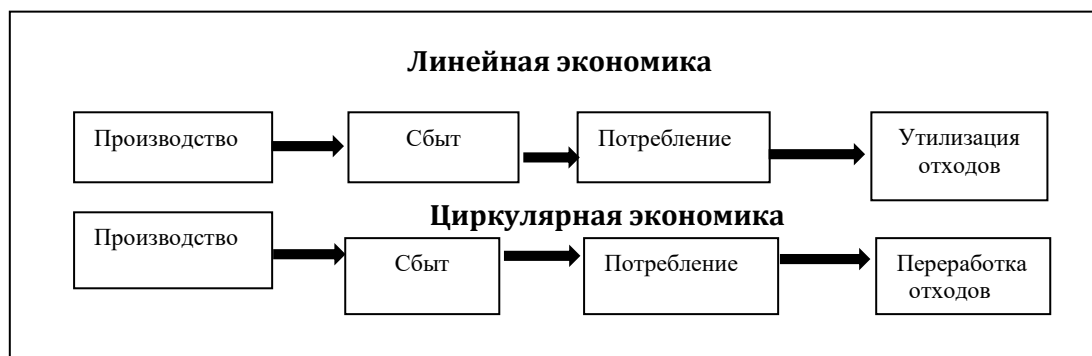 Линейная экономика
Производство
Сбыт
Потребление
Утилизация
отходов
Циркулярная экономика
Производство
Сбыт
Потребление
Переработка
отходов